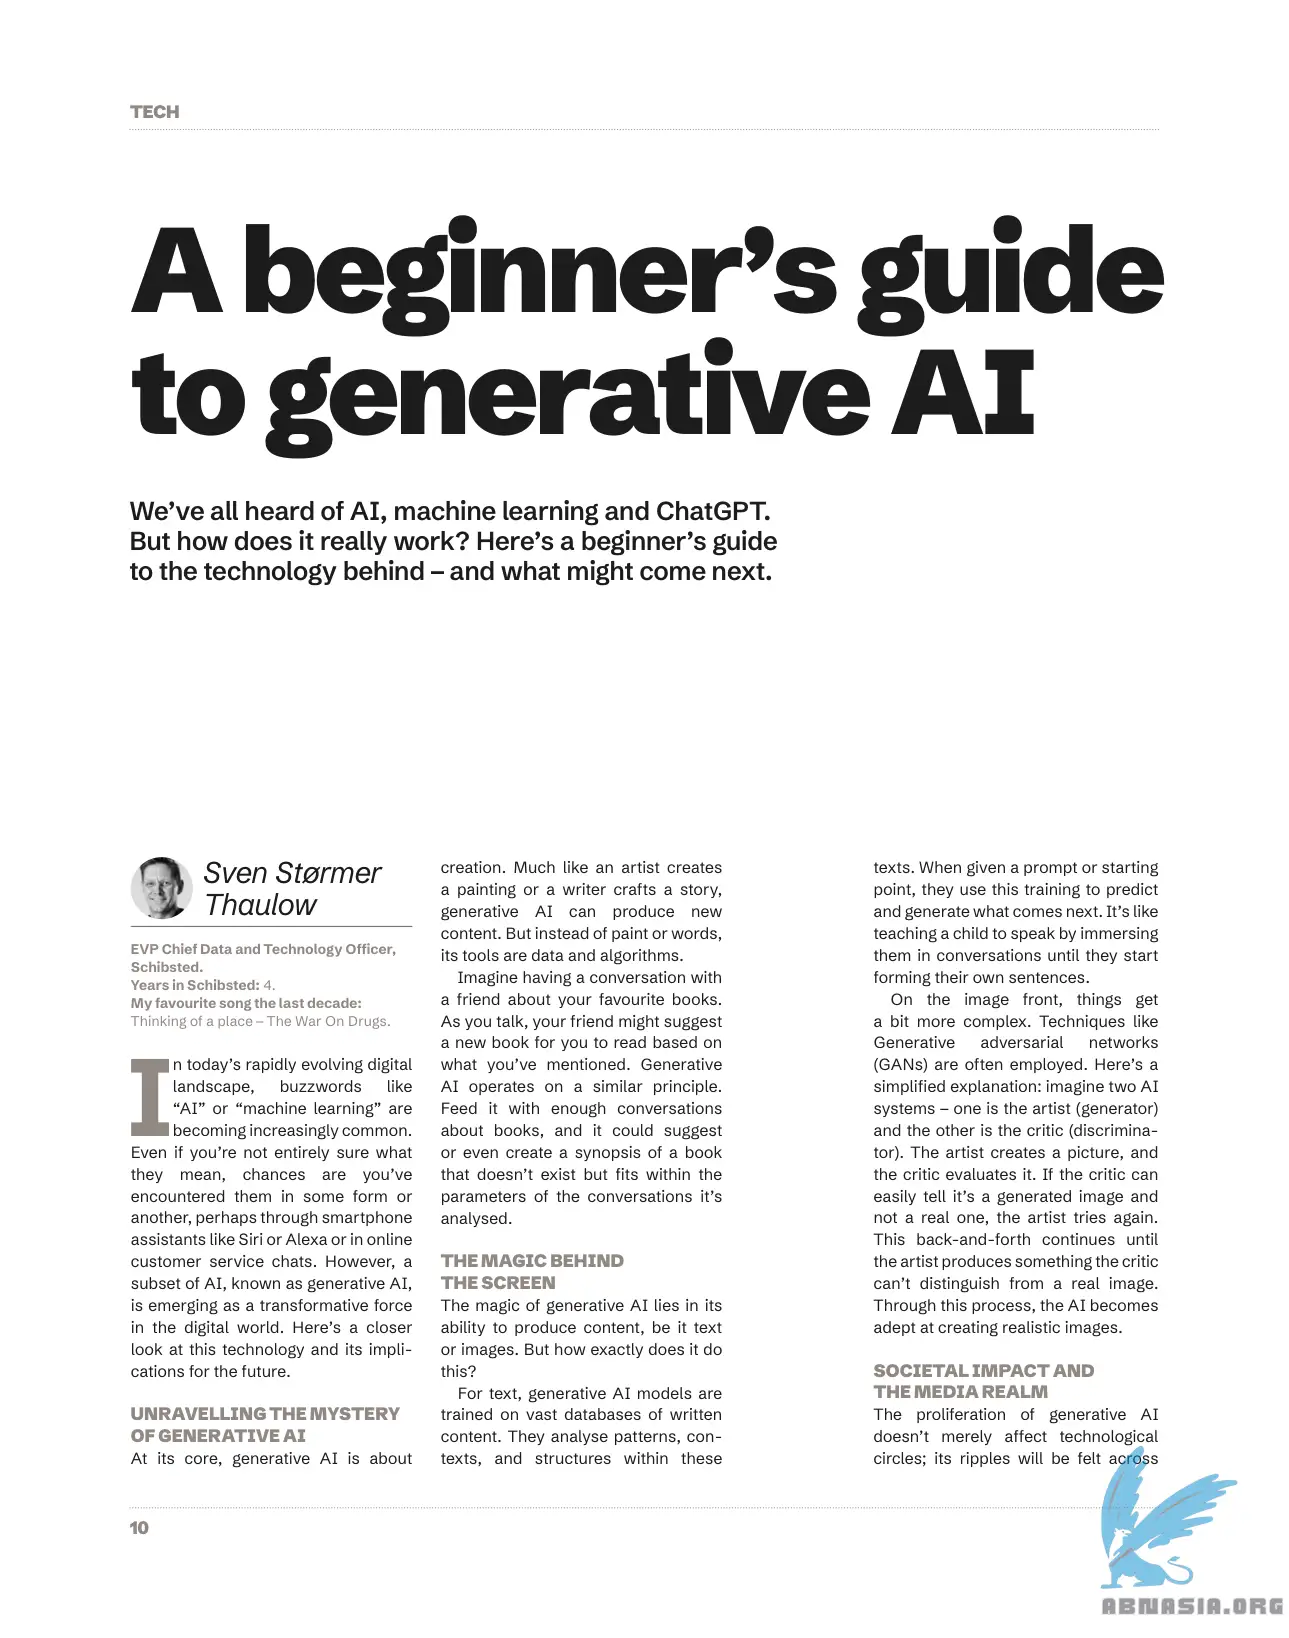 TECH
A beginner’s guide
to generative AI
We’ve all heard of AI, machine learning and ChatGPT.
But how does it really work? Here’s a beginner’s guide
to the technology behind – and what might come next.
Sven Størmer
Thaulow
EVP Chief Data and Technology Officer,
Schibsted.
Years in Schibsted: 4.
My favourite song the last decade:
Thinking of a place – The War On Drugs.
In today’s rapidly evolving digital
landscape, buzzwords like
“AI” or “machine learning” are
becoming increasingly common.
Even if you’re not entirely sure what
they mean, chances are you’ve
encountered them in some form or
another, perhaps through smartphone
assistants like Siri or Alexa or in online
customer service chats. However, a
subset of AI, known as generative AI,
is emerging as a transformative force
in the digital world. Here’s a closer
look at this technology and its impli-
cations for the future.
UNRAVELLING THE MYSTERY
OF GENERATIVE AI
At its core, generative AI is about
creation. Much like an artist creates
a painting or a writer crafts a story,
generative AI can produce new
content. But instead of paint or words,
its tools are data and algorithms.
Imagine having a conversation with
a friend about your favourite books.
As you talk, your friend might suggest
a new book for you to read based on
what you’ve mentioned. Generative
AI operates on a similar principle.
Feed it with enough conversations
about books, and it could suggest
or even create a synopsis of a book
that doesn’t exist but fits within the
parameters of the conversations it’s
analysed.
THE MAGIC BEHIND
THE SCREEN
The magic of generative AI lies in its
ability to produce content, be it text
or images. But how exactly does it do
this?
For text, generative AI models are
trained on vast databases of written
content. They analyse patterns, con-
texts, and structures within these
texts. When given a prompt or starting
point, they use this training to predict
and generate what comes next. It’s like
teaching a child to speak by immersing
them in conversations until they start
forming their own sentences.
On the image front, things get
a bit more complex. Techniques like
Generative adversarial networks
(GANs) are often employed. Here’s a
simplified explanation: imagine two AI
systems – one is the artist (generator)
and the other is the critic (discrimina-
tor). The artist creates a picture, and
the critic evaluates it. If the critic can
easily tell it’s a generated image and
not a real one, the artist tries again.
This back-and-forth continues until
the artist produces something the critic
can’t distinguish from a real image.
Through this process, the AI becomes
adept at creating realistic images.
SOCIETAL IMPACT AND
THE MEDIA REALM
The proliferation of generative AI
doesn’t merely affect technological
circles; its ripples will be felt across
10
ABNASIA.ORG